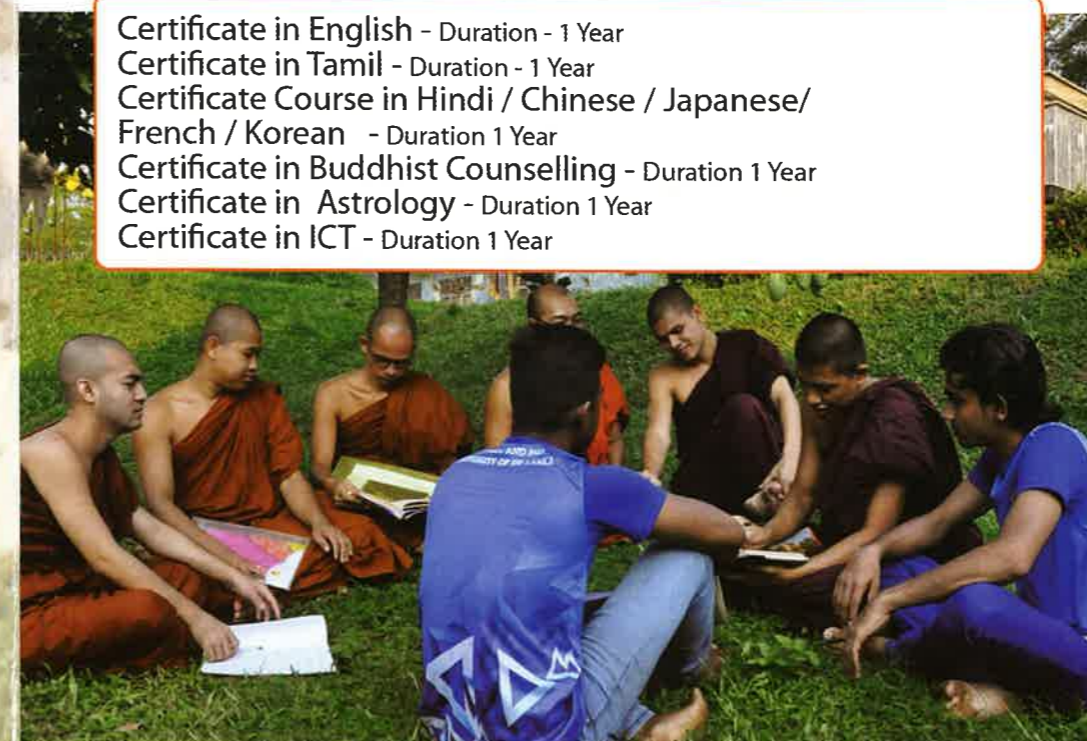 Certificate in English - Duration - 1 Year
Certificate in Tamil - Duration - 1 Year
Certificate Course in Hindi / Chinese / Japanese/
French / Korean - Duration 1 Year
Certificate in Buddhist Counselling - Duration 1 Year
Certificate in Astrology - Duration 1 Year
Certificate in ICT - Duration 1 Year